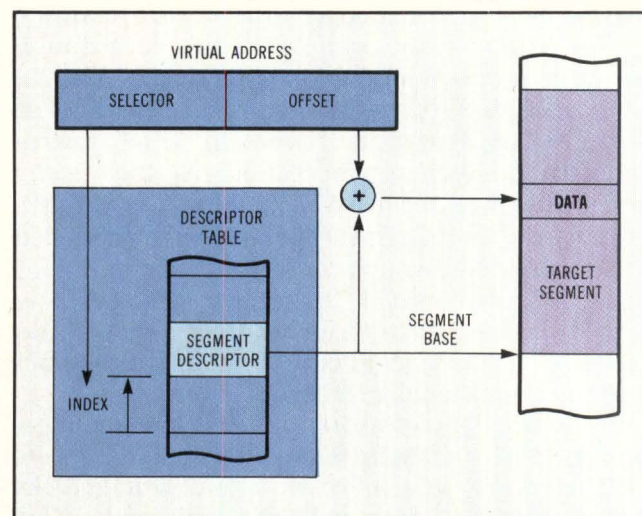 VIRTUAL ADDRESS
SELECTOR
OFFSET
+
DESCRIPTOR
TABLE
DATA
SEGMENT
DESCRIPTOR
TARGET
SEGMENT
SEGMENT
BASE
INDEX